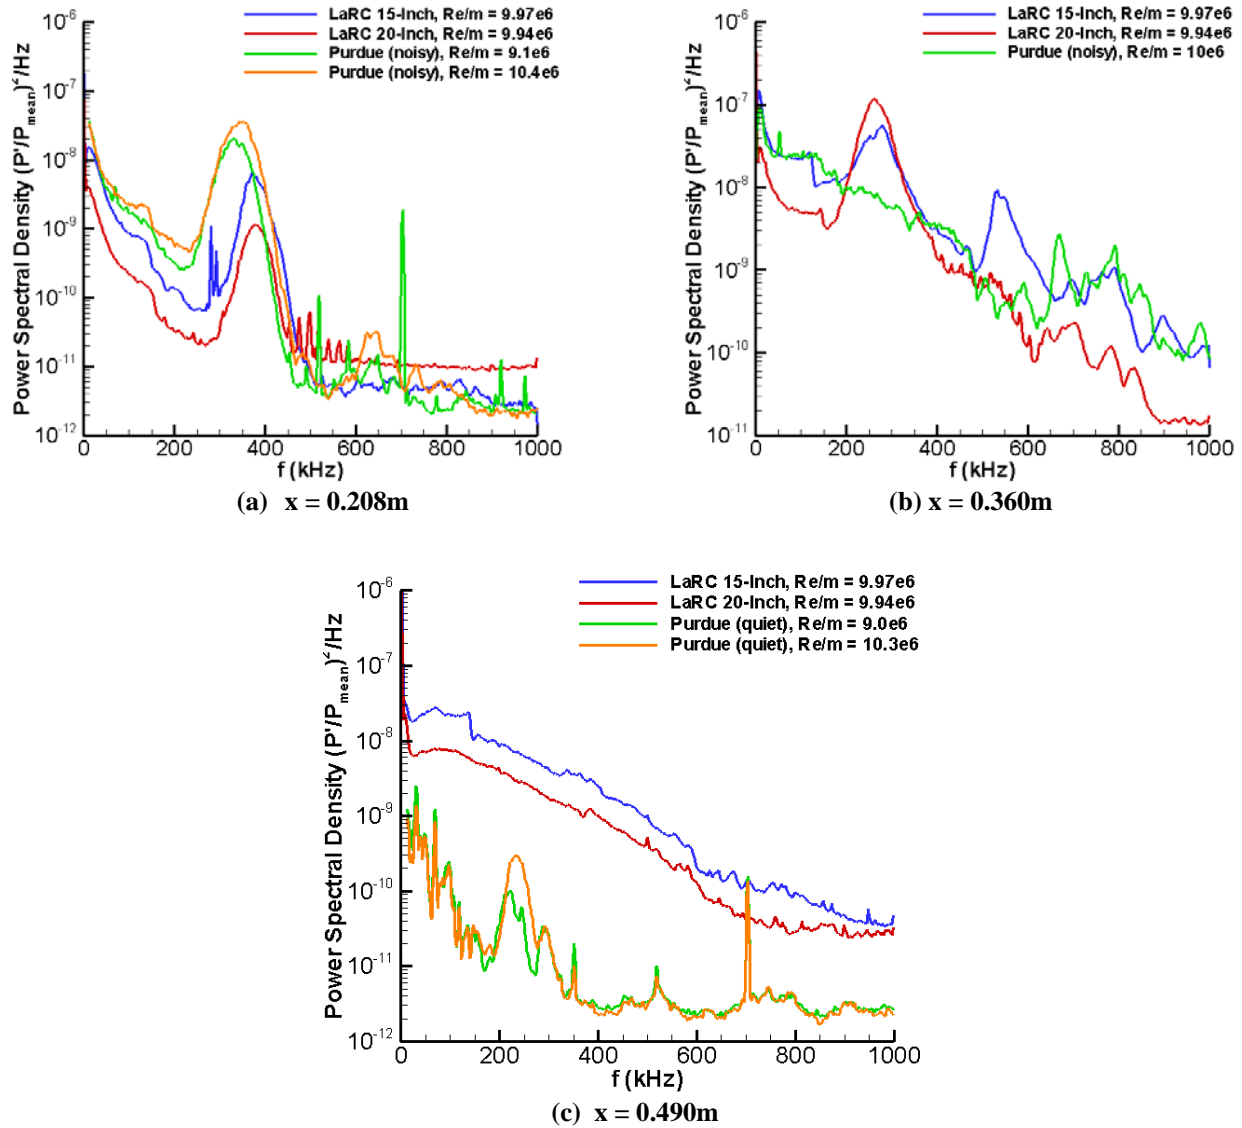 LaRC 15-Inch, Re/m = 9.97e6
LaRC 20-Inch, Re/m = 9.94e6
Purdue (noisy), Re/m = 9.1e6
Purdue (noisy), Re/m = 10.4e6
10^-6
10^-7
10^-8
10^-9
10^-10
10^-11
10^-12
Power Spectral Density (P'/P_mean)^2/Hz
0 200 400 600 800 1000
f (kHz)
(a) x = 0.208m
LaRC 15-Inch, Re/m = 9.97e6
LaRC 20-Inch, Re/m = 9.94e6
Purdue (noisy), Re/m = 10e6
10^-6
10^-7
10^-8
10^-9
10^-10
10^-11
Power Spectral Density (P'/P_mean)^2/Hz
0 200 400 600 800 1000
f (kHz)
(b) x = 0.360m
LaRC 15-Inch, Re/m = 9.97e6
LaRC 20-Inch, Re/m = 9.94e6
Purdue (quiet), Re/m = 9.0e6
Purdue (quiet), Re/m = 10.3e6
10^-6
10^-7
10^-8
10^-9
10^-10
10^-11
10^-12
Power Spectral Density (P'/P_mean)^2/Hz
0 200 400 600 800 1000
f (kHz)
(c) x = 0.490m